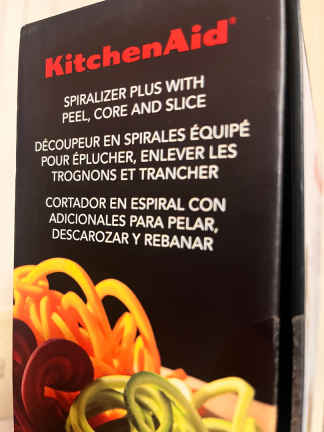 KitchenAid®
SPIRALIZER PLUS WITH
PEEL, CORE AND SLICE
DÉCOUPEUR EN SPIRALES ÉQUIPÉ
POUR ÉPLUCHER, ENLEVER LES
TROGNONS ET TRANCHER
CORTADOR EN ESPIRAL CON
ADICIONALES PARA PELAR,
DESCAROZAR Y REBANAR